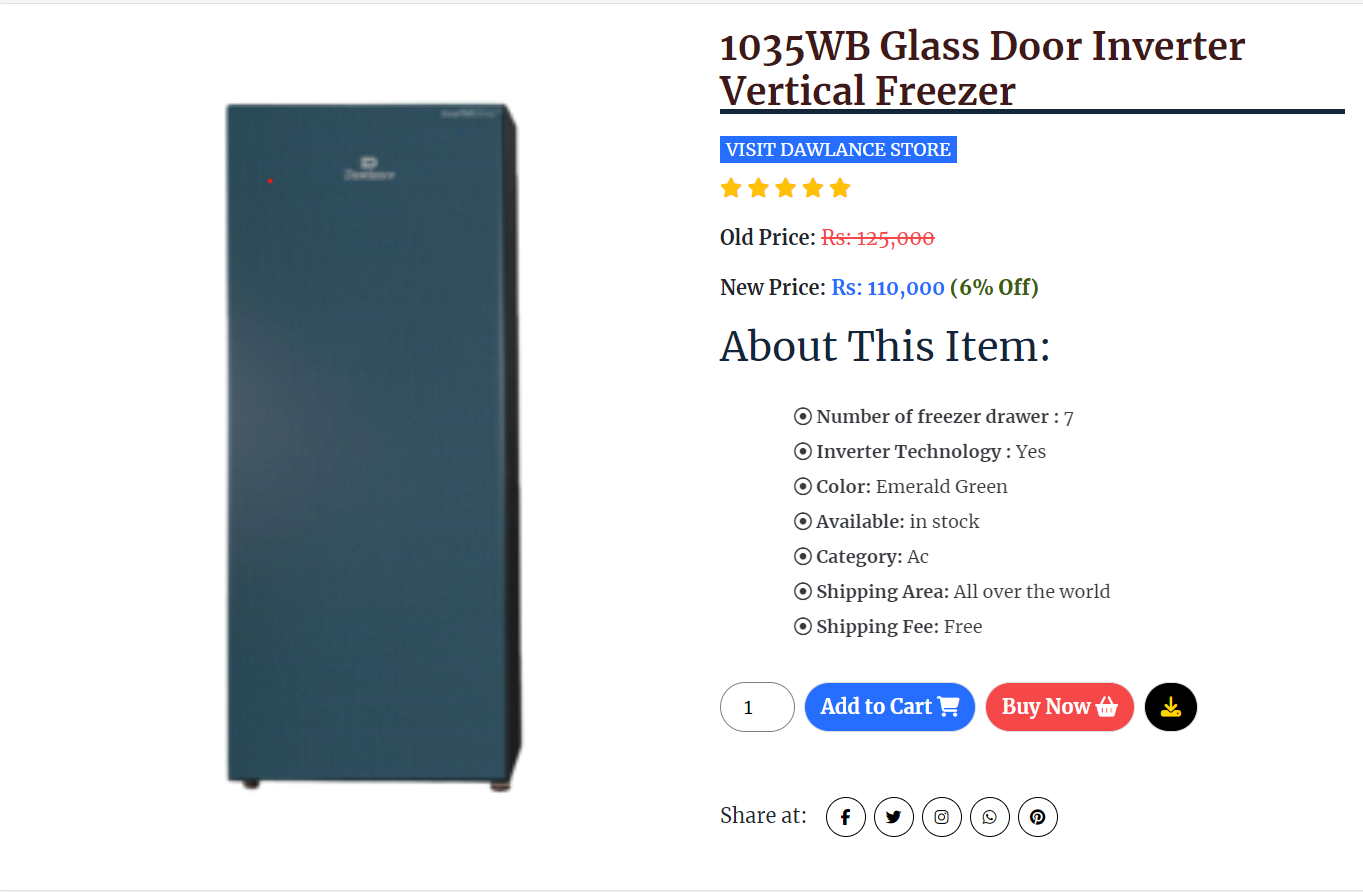 1035WB Glass Door Inverter
Vertical Freezer
VISIT DAWLANCE STORE
Dawlance
Old Price: Rs: 125,000
New Price: Rs: 110,000 (6% Off)
About This Item:
Number of freezer drawer : 7
Inverter Technology : Yes
Color: Emerald Green
Available: in stock
Category: Ac
Shipping Area: All over the world
Shipping Fee: Free
1
Add to Cart
Buy Now
Share at: